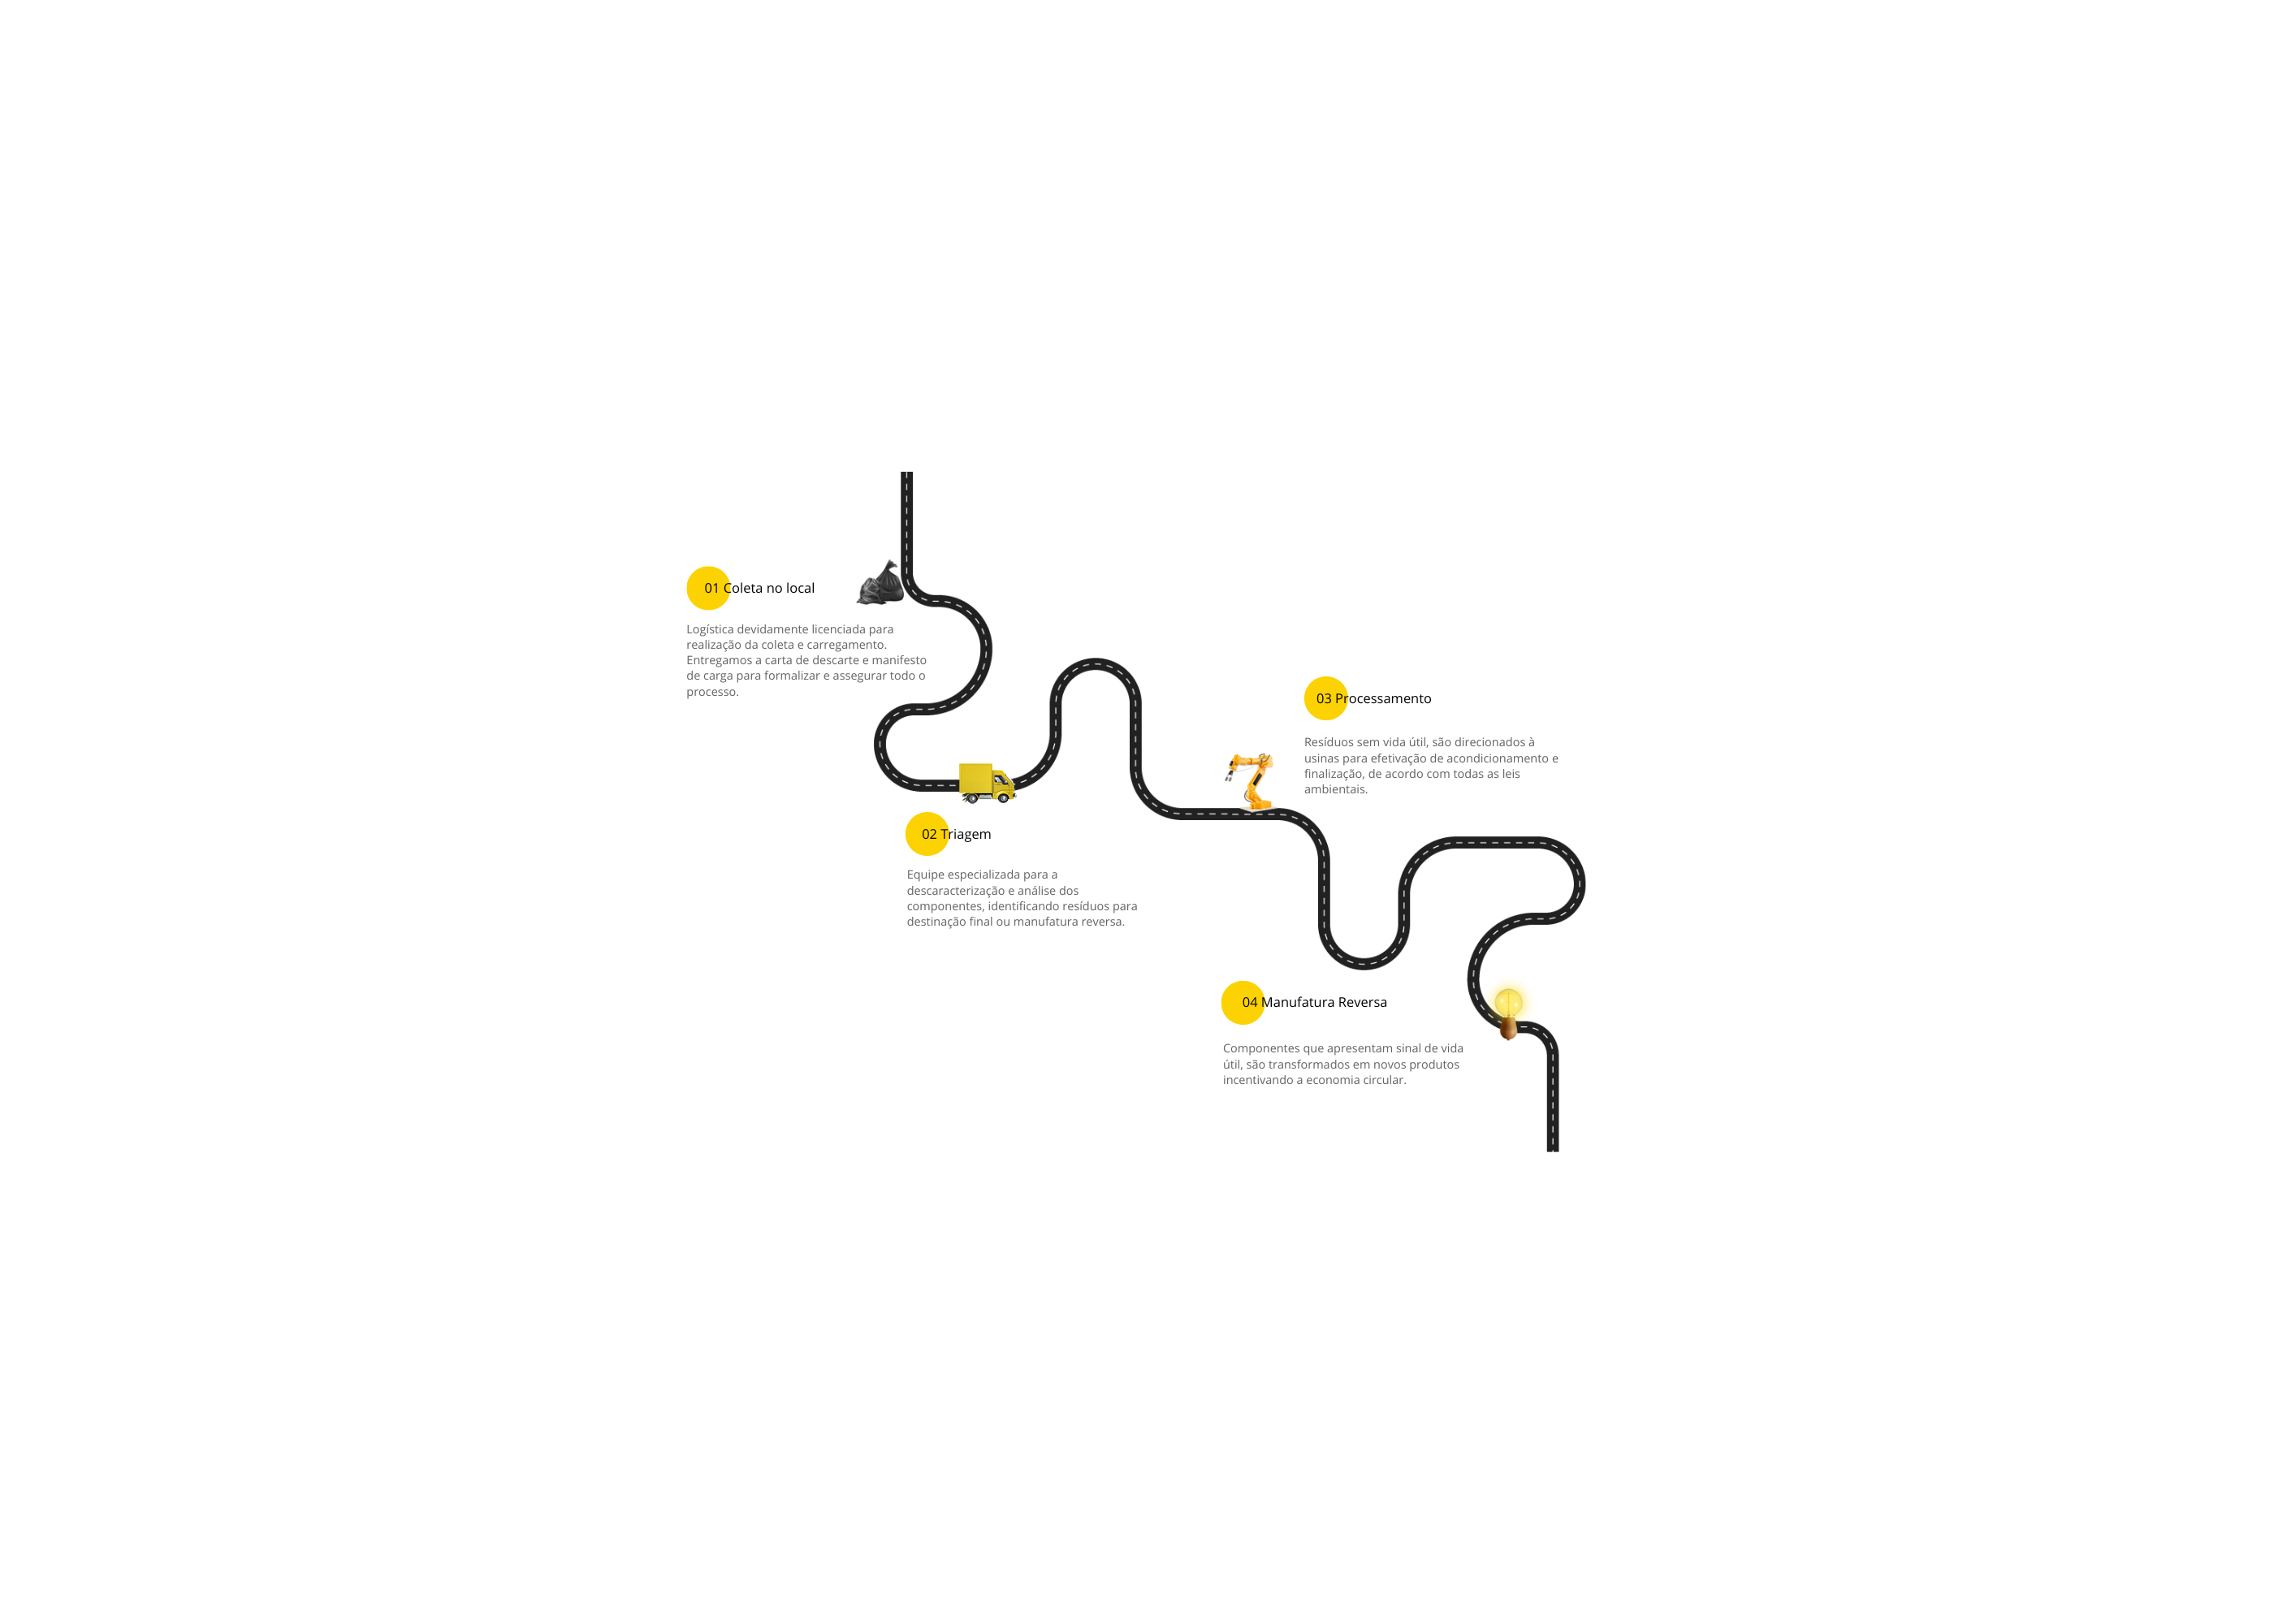 01 Coleta no local
Logística devidamente licenciada para
realização da coleta e carregamento.
Entregamos a carta de descarte e manifesto
de carga para formalizar e assegurar todo o
processo.
02 Triagem
Equipe especializada para a
descaracterização e análise dos
componentes, identificando resíduos para
destinação final ou manufatura reversa.
03 Processamento
Resíduos sem vida útil, são direcionados à
usinas para efetivação de acondicionamento e
finalização, de acordo com todas as leis
ambientais.
04 Manufatura Reversa
Componentes que apresentam sinal de vida
útil, são transformados em novos produtos
incentivando a economia circular.